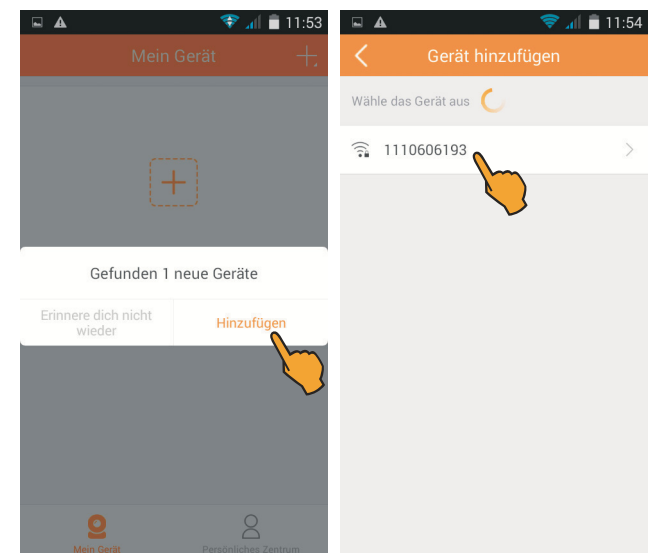 11:53
Mein Gerät
Gefunden 1 neue Geräte
Erinnere dich nicht
wieder
Hinzufügen
Mein Gerät
Persönliches Zentrum
11:54
Gerät hinzufügen
Wähle das Gerät aus
1110606193